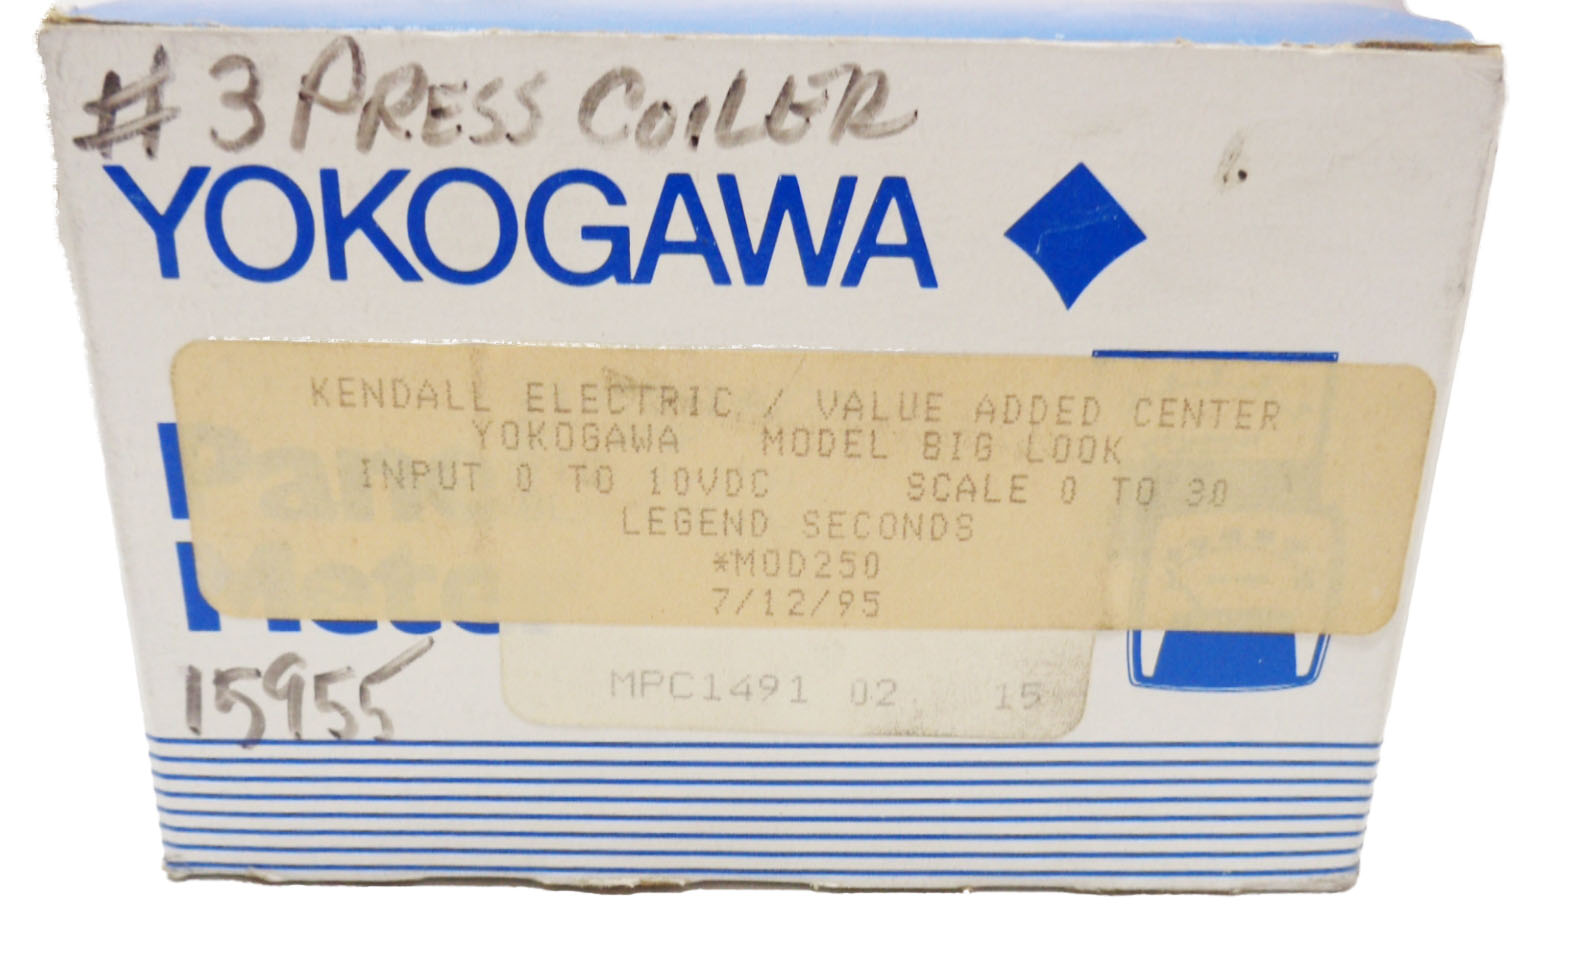 # 3 PRESS COILER
YOKOGAWA
KENDALL ELECTRIC / VALUE ADDED CENTER
YOKOGAWA MODEL BIG LOOK
INPUT 0 TO 10VDC SCALE 0 TO 30
LEGEND SECONDS
*MOD250
7/12/95
MPC1491 02 15
15955